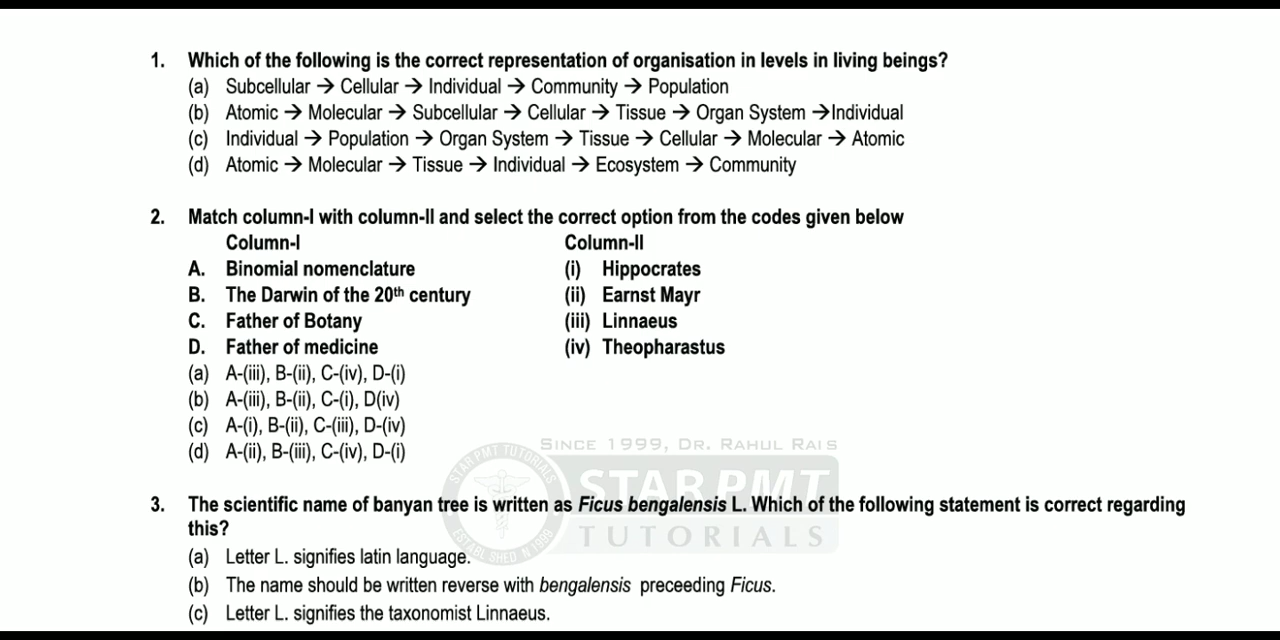 1. Which of the following is the correct representation of organisation in levels in living beings?
(a) Subcellular → Cellular → Individual → Community → Population
(b) Atomic → Molecular → Subcellular → Cellular → Tissue → Organ System →Individual
(c) Individual → Population → Organ System → Tissue → Cellular → Molecular → Atomic
(d) Atomic → Molecular → Tissue → Individual → Ecosystem → Community
2. Match column-I with column-II and select the correct option from the codes given below
Column-I Column-II
A. Binomial nomenclature (i) Hippocrates
B. The Darwin of the 20th century (ii) Earnst Mayr
C. Father of Botany (iii) Linnaeus
D. Father of medicine (iv) Theopharastus
(a) A-(iii), B-(ii), C-(iv), D-(i)
(b) A-(iii), B-(ii), C-(i), D(iv)
(c) A-(i), B-(ii), C-(iii), D-(iv)
(d) A-(ii), B-(iii), C-(iv), D-(i)
SINCE 1999, DR. RAHUL RAI S
STAR PMT TUTORIALS
STAR PMT
TUTORIALS
3. The scientific name of banyan tree is written as Ficus bengalensis L. Which of the following statement is correct regarding
this?
(a) Letter L. signifies latin language.
(b) The name should be written reverse with bengalensis preceeding Ficus.
(c) Letter L. signifies the taxonomist Linnaeus.